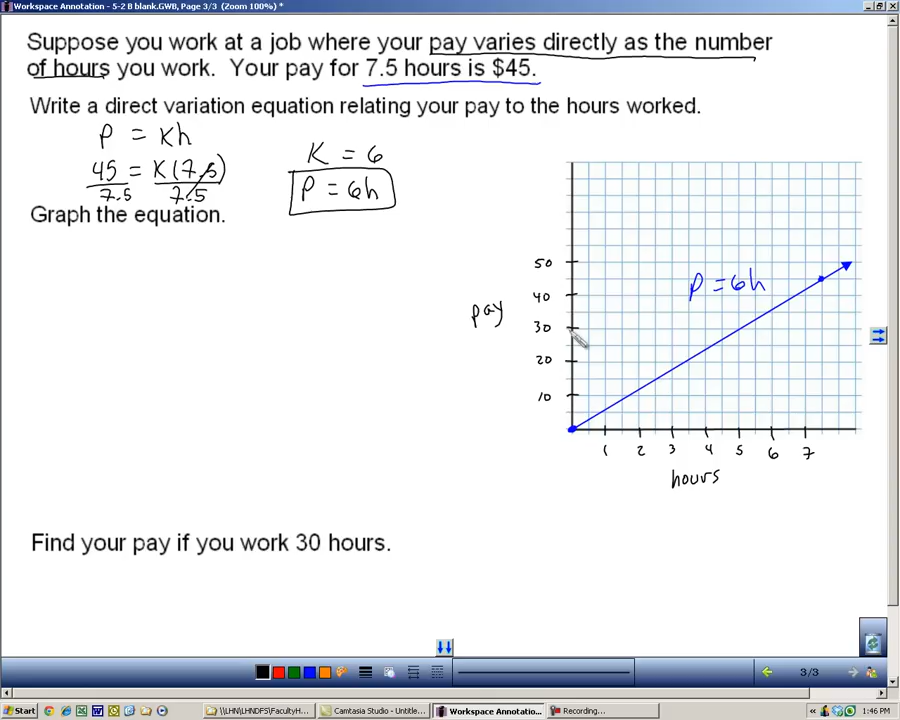 Workspace Annotation - 5-2 B blank.GWB, Page 3/3 (Zoom 100%) *
Suppose you work at a job where your pay varies directly as the number
of hours you work.  Your pay for 7.5 hours is $45.
Write a direct variation equation relating your pay to the hours worked.
P = Kh
45 = K(7.5)
7.5 7.5
K = 6
P = 6h
Graph the equation.
50
40
30
20
10
pay
P = 6h
1 2 3 4 5 6 7
hours
Find your pay if you work 30 hours.
3/3
Start
\\LHN\LHNDFS\FacultyH...
Camtasia Studio - Untitle...
Workspace Annotation...
Recording...
1:46 PM